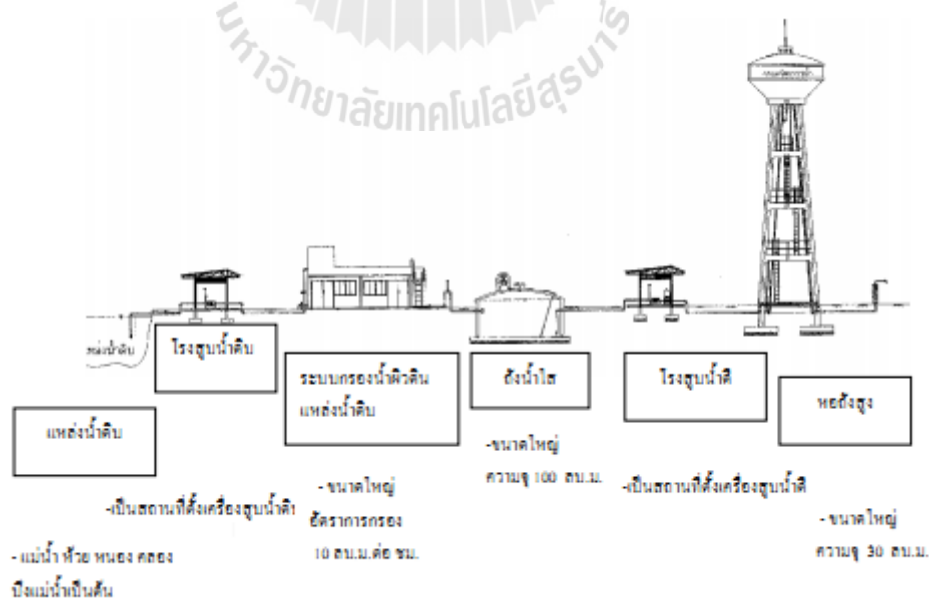 มหาวิทยาลัยเทคโนโลยีสุรนารี
โรงสูบน้ำดิบ
ระบบกรองน้ำผิวดิน
แหล่งน้ำดิบ
ถังน้ำใส
โรงสูบน้ำดี
หอถังสูง
แหล่งน้ำดิบ
-ขนาดใหญ่
ความจุ 100 ลบ.ม.
-เป็นสถานที่ตั้งเครื่องสูบน้ำดิบ
- ขนาดใหญ่
อัตราการกรอง
10 ลบ.ม.ต่อ ชม.
-เป็นสถานที่ตั้งเครื่องสูบน้ำดี
- ขนาดใหญ่
ความจุ 30 ลบ.ม.
- แม่น้ำ ห้วย หนอง คลอง
บึงแม่น้ำเป็นต้น